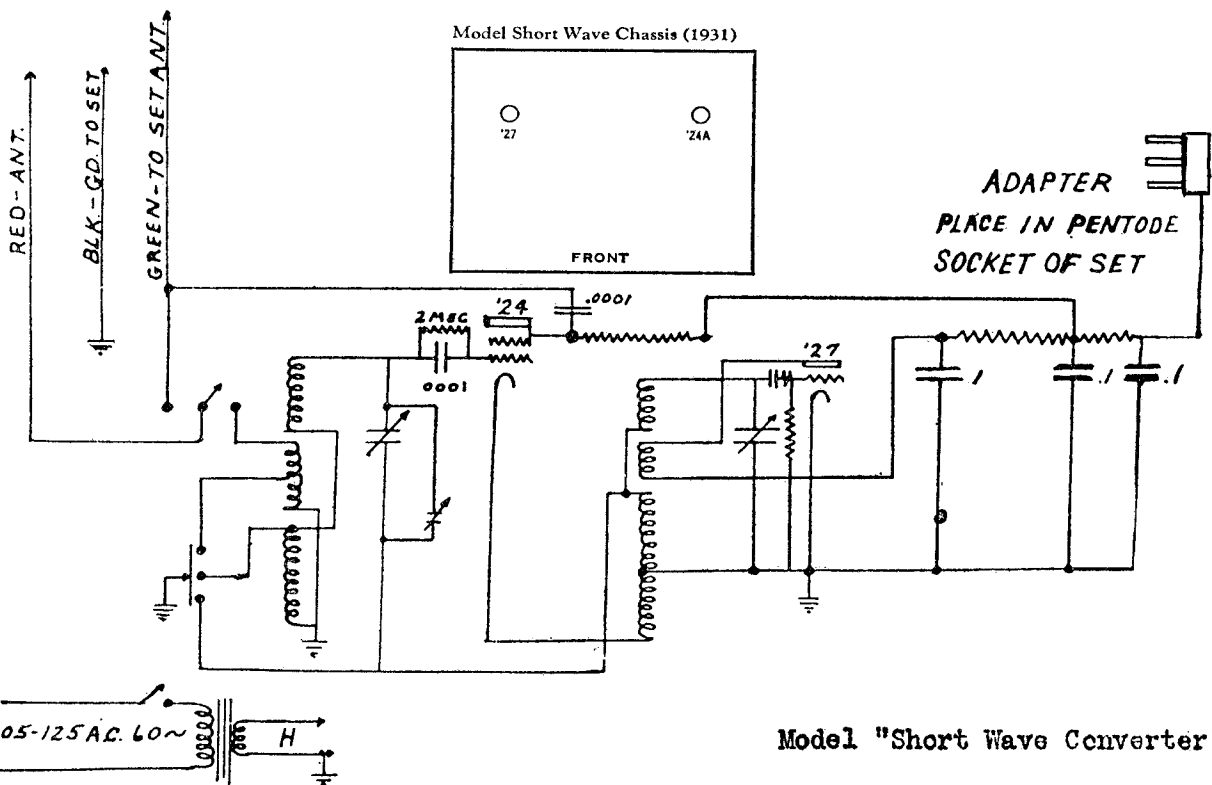 Model Short Wave Chassis (1931)
'27
'24A
FRONT
RED-ANT.
BLK.-GD. TO SET
GREEN-TO SET ANT
ADAPTER
PLACE IN PENTODE
SOCKET OF SET
.0001
'24
2 MEG
0001
'27
.1
.1
.1
05-125 A.C. 60~
H
Model "Short Wave Converter